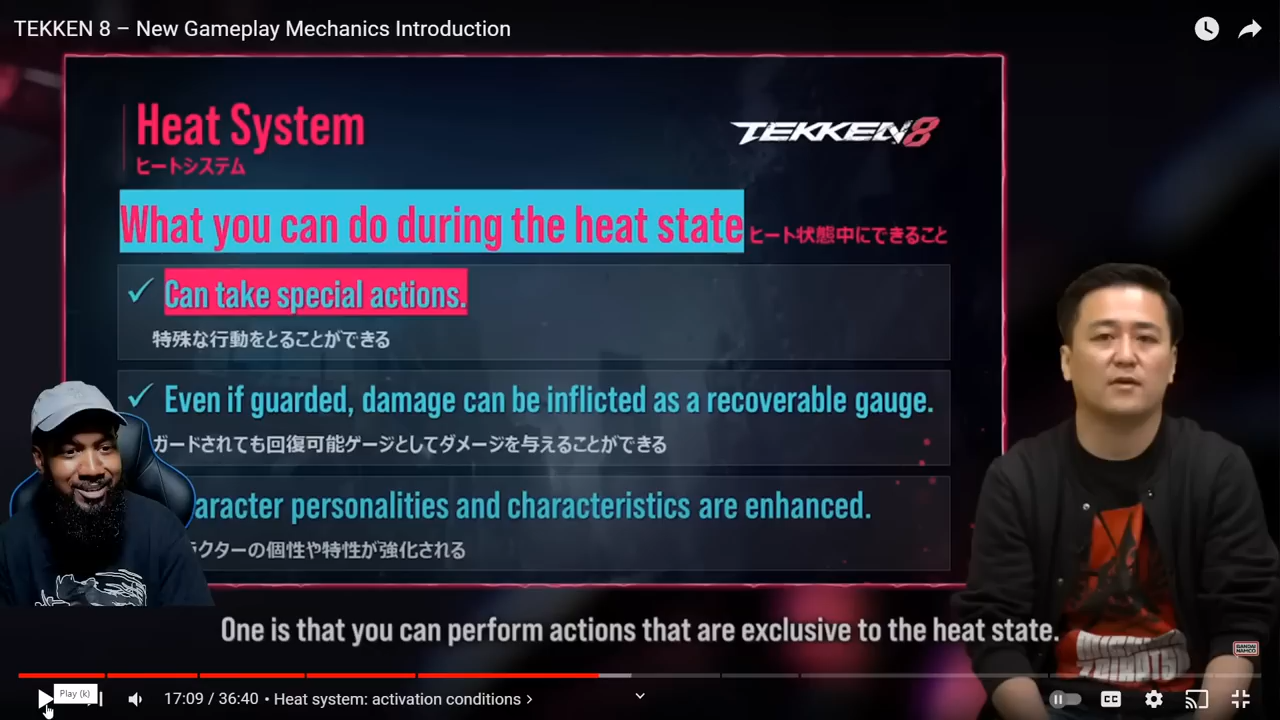 TEKKEN 8 – New Gameplay Mechanics Introduction
Heat System
ヒートシステム
TEKKEN 8
What you can do during the heat state ヒート状態中にできること
✓ Can take special actions.
特殊な行動をとることができる
✓ Even if guarded, damage can be inflicted as a recoverable gauge.
ガードされても回復可能ゲージとしてダメージを与えることができる
aracter personalities and characteristics are enhanced.
ラクターの個性や特性が強化される
One is that you can perform actions that are exclusive to the heat state.
BANDAI NAMCO
Play (k)
17:09 / 36:40 • Heat system: activation conditions ›
CC